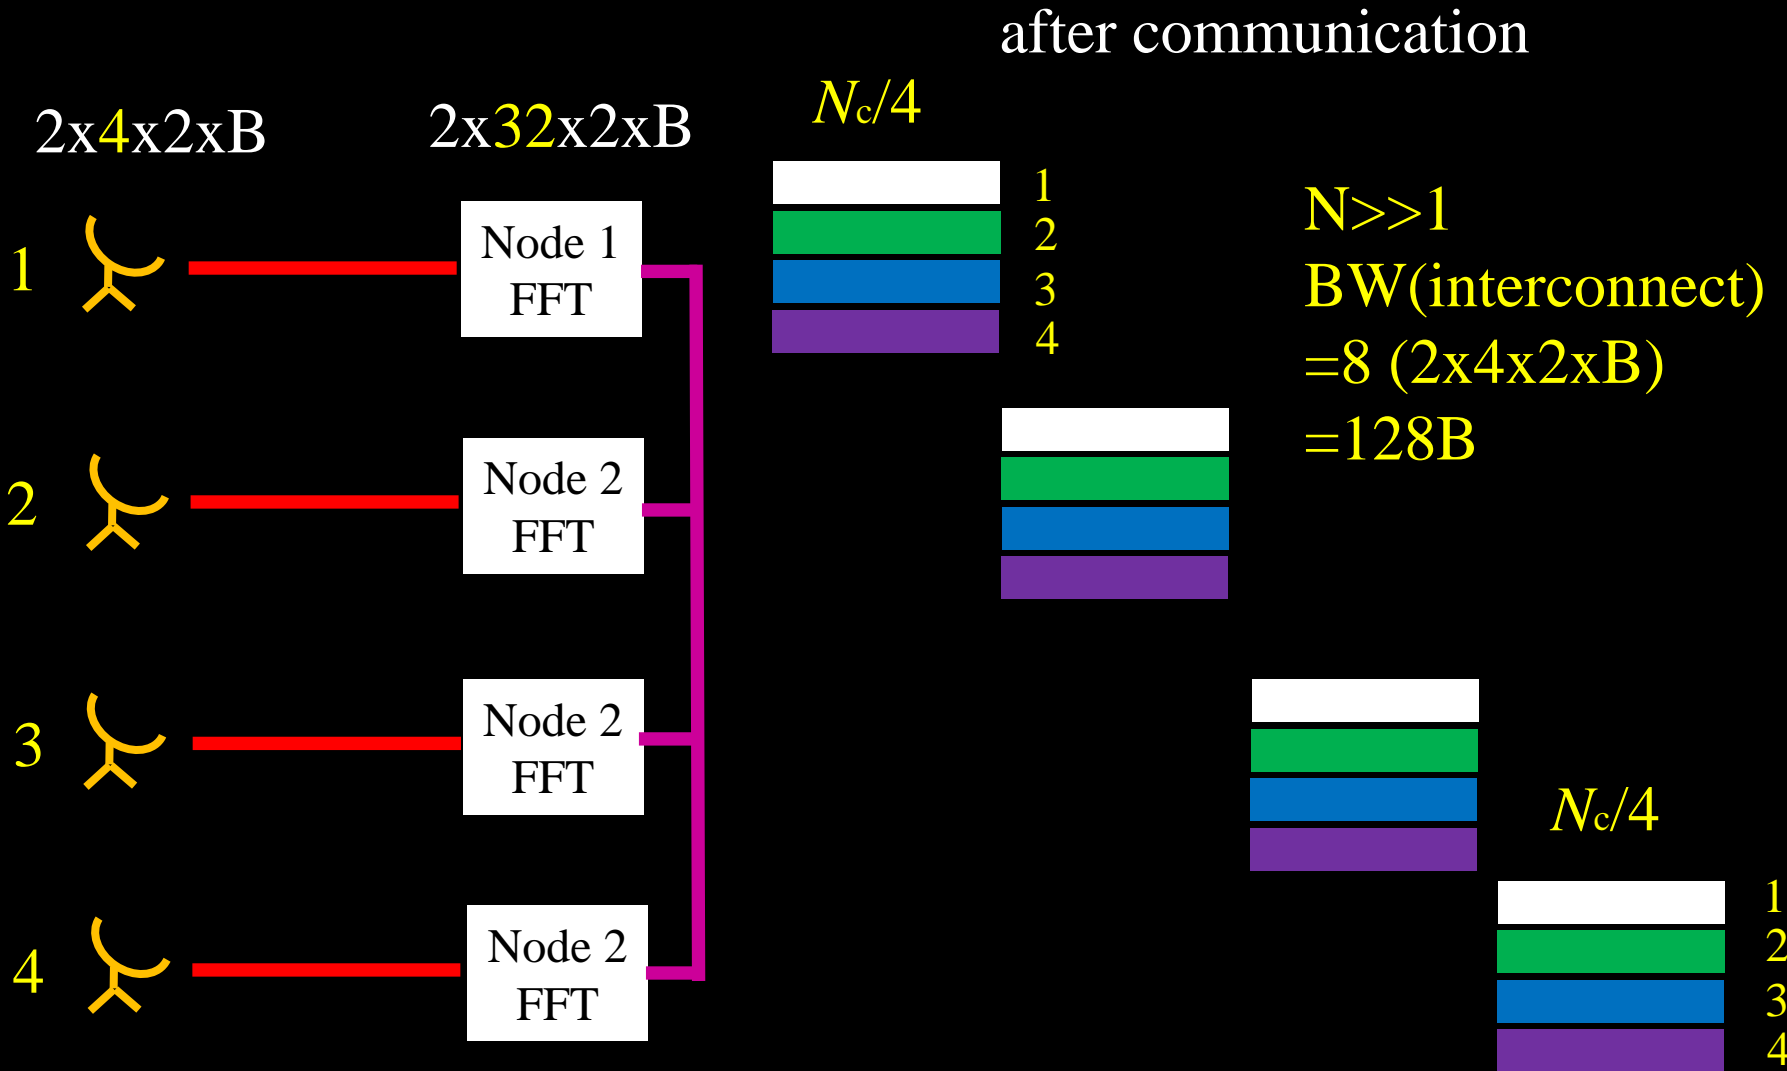 after communication
2x4x2xB
2x32x2xB
Nc/4
1
2
3
4
N>>1
BW(interconnect)
=8 (2x4x2xB)
=128B
1
Node 1
FFT
2
Node 2
FFT
3
Node 2
FFT
4
Node 2
FFT
Nc/4
1
2
3
4